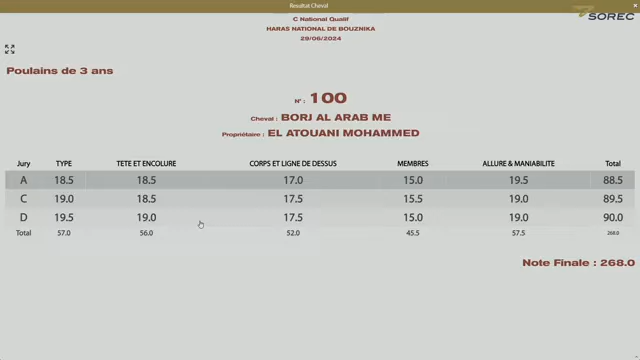 Resultat Cheval
×
C National Qualif
SOREC
HARAS NATIONAL DE BOUZNIKA
29/06/2024
Poulains de 3 ans
N° : 100
Cheval : BORJ AL ARAB ME
Propriétaire : EL ATOUANI MOHAMMED
Jury TYPE TETE ET ENCOLURE CORPS ET LIGNE DE DESSUS MEMBRES ALLURE & MANIABILITE Total
A 18.5 18.5 17.0 15.0 19.5 88.5
C 19.0 18.5 17.5 15.5 19.0 89.5
D 19.5 19.0 17.5 15.0 19.0 90.0
Total 57.0 56.0 52.0 45.5 57.5 268.0
Note Finale : 268.0